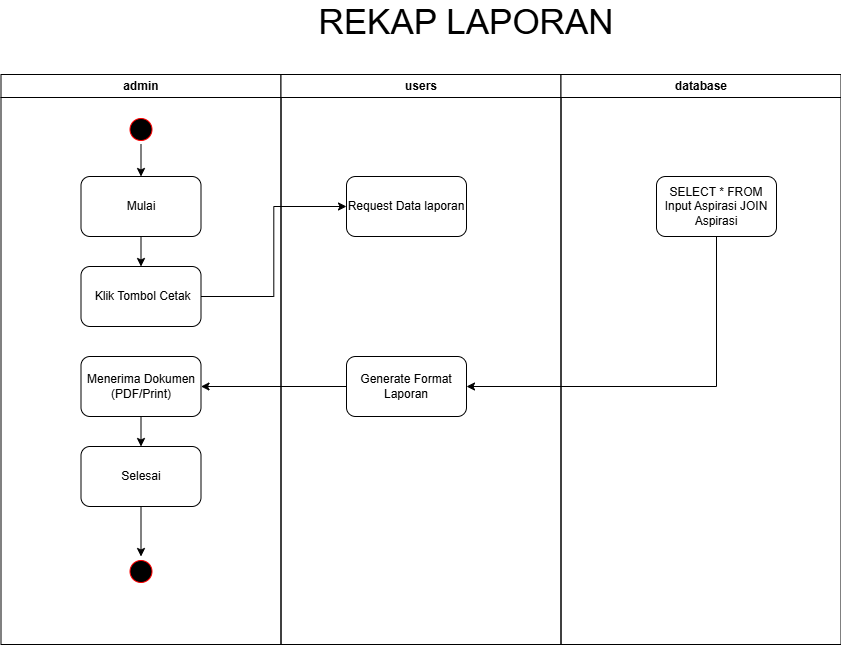 REKAP LAPORAN
admin
users
database
Mulai
Request Data laporan
SELECT * FROM
Input Aspirasi JOIN
Aspirasi
Klik Tombol Cetak
Menerima Dokumen
(PDF/Print)
Generate Format
Laporan
Selesai